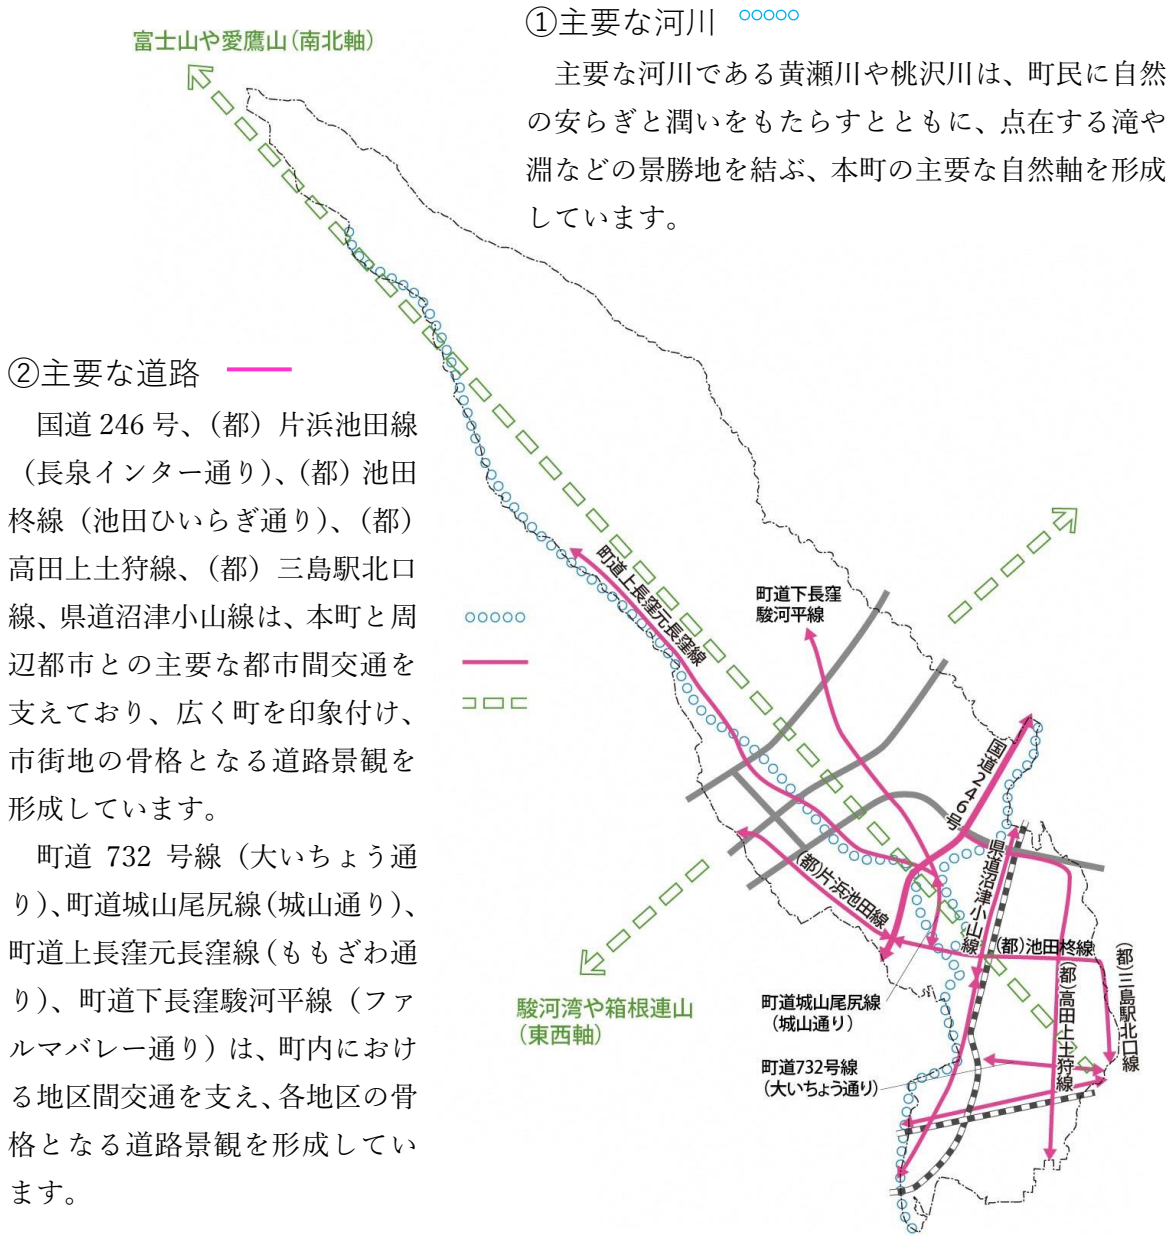 富士山や愛鷹山(南北軸)
①主要な河川
主要な河川である黄瀬川や桃沢川は、町民に自然
の安らぎと潤いをもたらすとともに、点在する滝や
淵などの景勝地を結ぶ、本町の主要な自然軸を形成
しています。
②主要な道路
国道 246 号、(都) 片浜池田線
(長泉インター通り)、(都) 池田
柊線 (池田ひいらぎ通り)、(都)
高田上土狩線、(都) 三島駅北口
線、県道沼津小山線は、本町と周
辺都市との主要な都市間交通を
支えており、広く町を印象付け、
市街地の骨格となる道路景観を
形成しています。
町道 732 号線 (大いちょう通
り)、町道城山尾尻線(城山通り)、
町道上長窪元長窪線(ももざわ通
り)、町道下長窪駿河平線 (ファ
ルマバレー通り) は、町内におけ
る地区間交通を支え、各地区の骨
格となる道路景観を形成してい
ます。
町道上長窪元長窪線
町道下長窪
駿河平線
国道246号
県道沼津小山線
(都)片浜池田線
(都)池田柊線
(都)高田上土狩線
(都)三島駅北口線
駿河湾や箱根連山
(東西軸)
町道城山尾尻線
(城山通り)
町道732号線
(大いちょう通り)